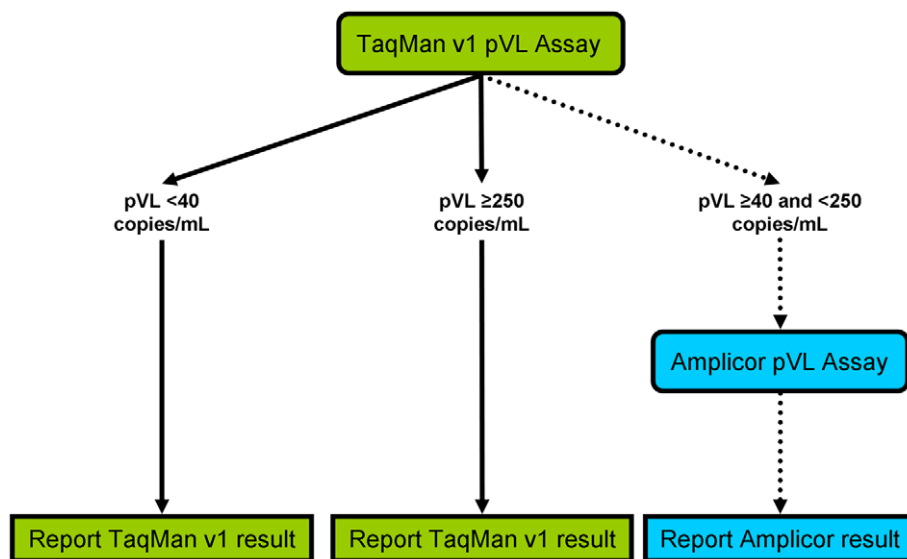 TaqMan v1 pVL Assay
pVL <40
copies/mL
pVL ≥250
copies/mL
pVL ≥40 and <250
copies/mL
Amplicor pVL Assay
Report TaqMan v1 result
Report TaqMan v1 result
Report Amplicor result